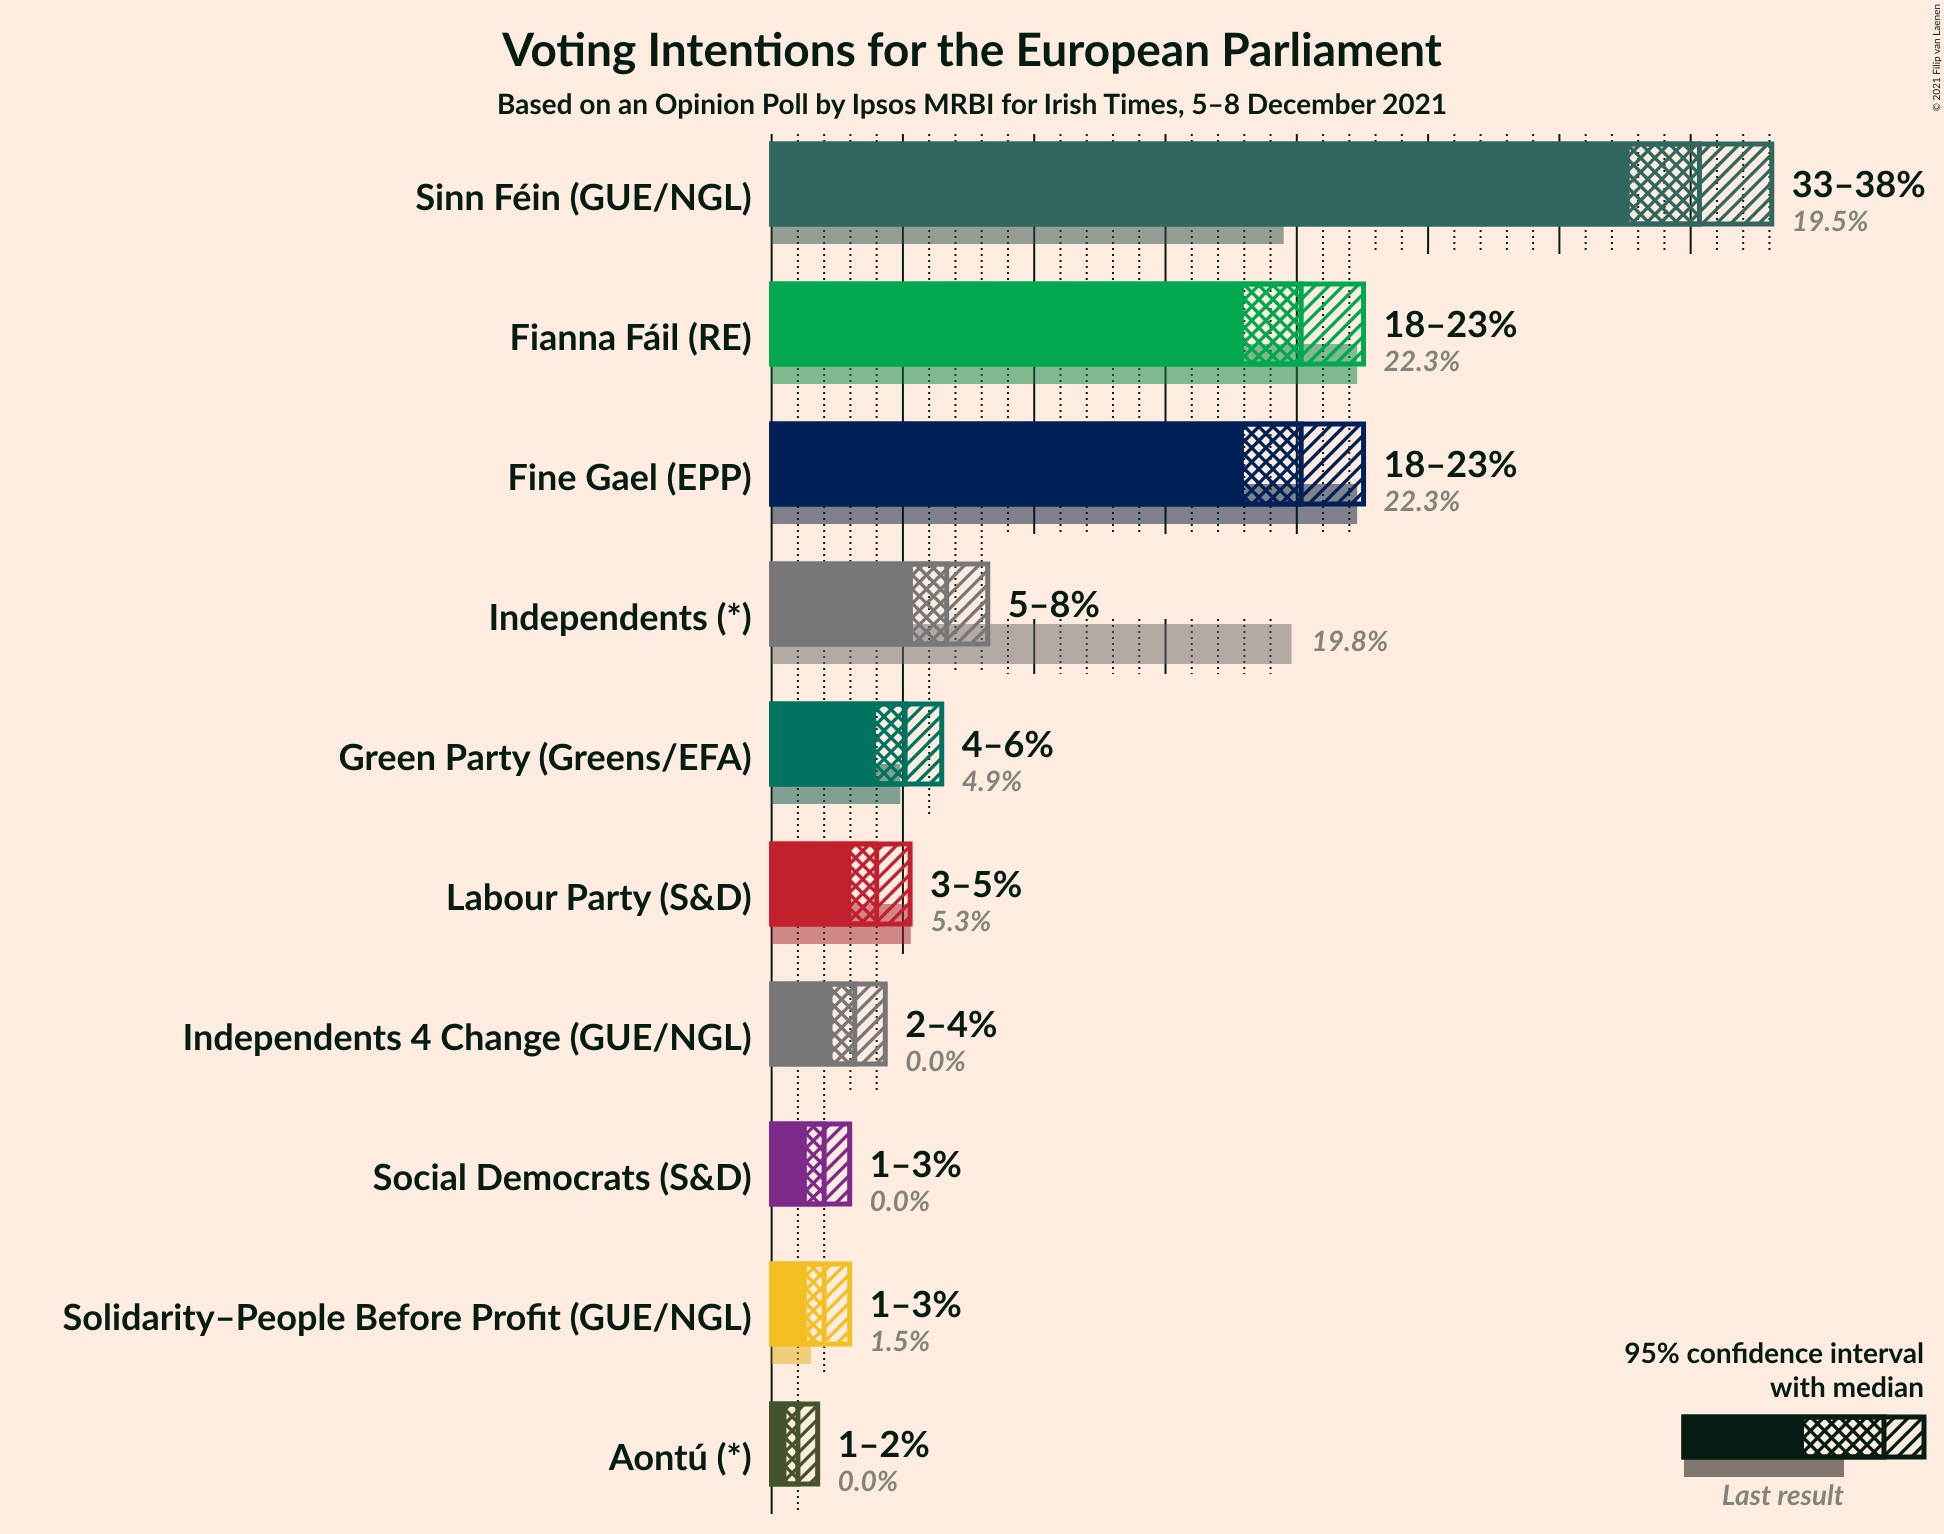 Voting Intentions for the European Parliament
Based on an Opinion Poll by Ipsos MRBI for Irish Times, 5–8 December 2021
© 2021 Filip van Laenen
Sinn Féin (GUE/NGL)
33–38%
19.5%
Fianna Fáil (RE)
18–23%
22.3%
Fine Gael (EPP)
18–23%
22.3%
Independents (*)
5–8%
19.8%
Green Party (Greens/EFA)
4–6%
4.9%
Labour Party (S&D)
3–5%
5.3%
Independents 4 Change (GUE/NGL)
2–4%
0.0%
Social Democrats (S&D)
1–3%
0.0%
Solidarity–People Before Profit (GUE/NGL)
1–3%
1.5%
Aontú (*)
1–2%
0.0%
95% confidence interval
with median
Last result